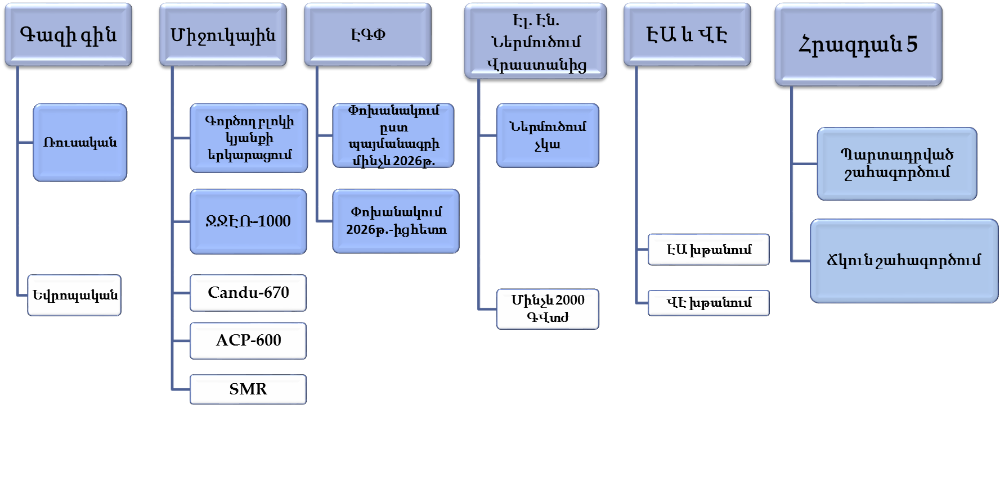 Գազի գին
Ռուսական
Եվրոպական
Միջուկային
Գործող բլոկի
կյանքի
երկարացում
ՋՋԷՌ-1000
Candu-670
ACP-600
SMR
ԷԳՓ
Փոխանակում
ըստ
պայմանագրի
մինչև 2026թ.
Փոխանակում
2026թ.-ից հետո
Էլ. Էն.
Ներմուծում
Վրաստանից
Ներմուծում
չկա
Մինչև 2000
ԳՎտժ
ԷԱ և ՎԷ
ԷԱ խթանում
ՎԷ խթանում
Հրազդան 5
Պարտադրված
շահագործում
Ճկուն շահագործում